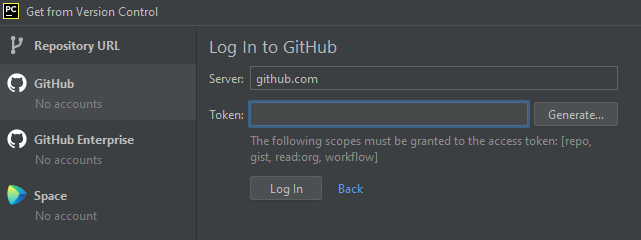 PC
Get from Version Control
Repository URL
GitHub
No accounts
GitHub Enterprise
No accounts
Space
No account
Log In to GitHub
Server: github.com
Token: Generate...
The following scopes must be granted to the access token: [repo,
gist, read:org, workflow]
Log In Back